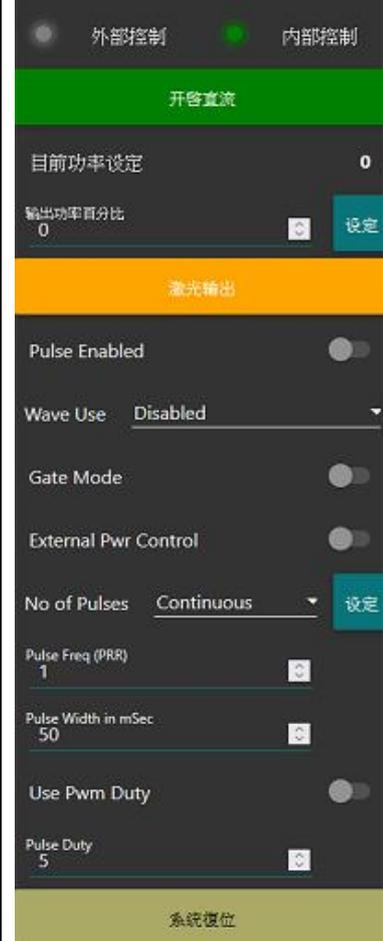 外部控制 内部控制
开啓直流
目前功率设定 0
输出功率百分比
0
设定
激光输出
Pulse Enabled
Wave Use Disabled
Gate Mode
External Pwr Control
No of Pulses Continuous 设定
Pulse Freq (PRR)
1
Pulse Width in mSec
50
Use Pwm Duty
Pulse Duty
5
系统復位